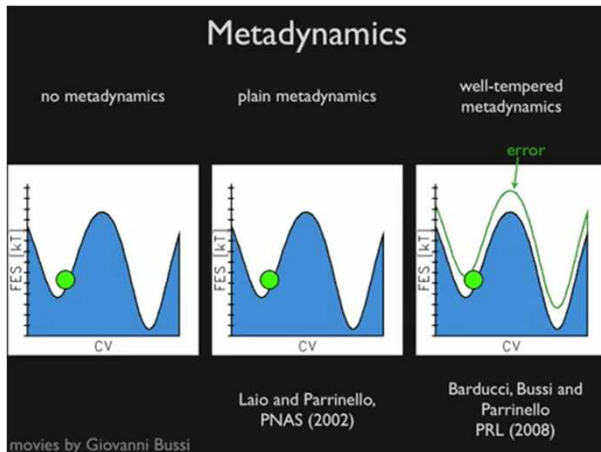 Metadynamics
no metadynamics
plain metadynamics
well-tempered
metadynamics
error
FES [kT]
CV
FES [kT]
CV
FES [kT]
CV
Laio and Parrinello,
PNAS (2002)
Barducci, Bussi and
Parrinello
PRL (2008)
movies by Giovanni Bussi